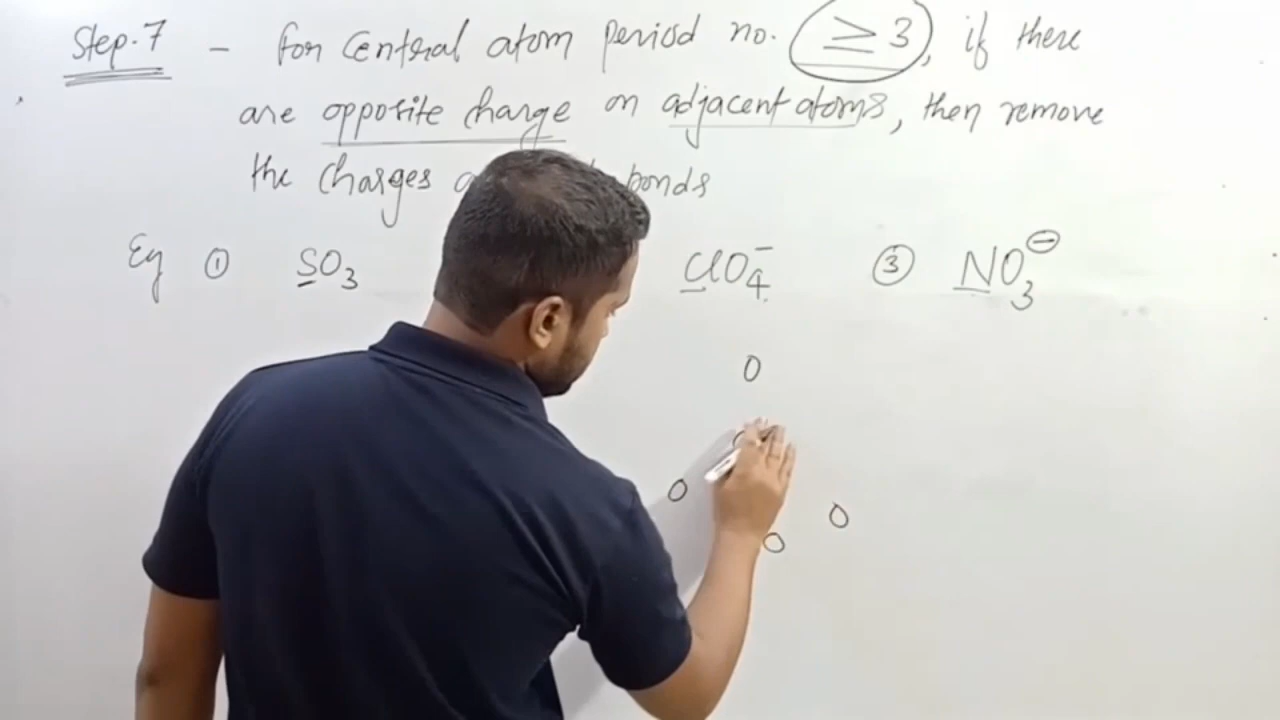 Step.7 - For Central atom period no. ≥ 3, if there
are opposite charge on adjacent atoms, then remove
the charges bonds
Eg ① SO₃ ClO₄⁻ ③ NO₃⊖
O
O
O
O